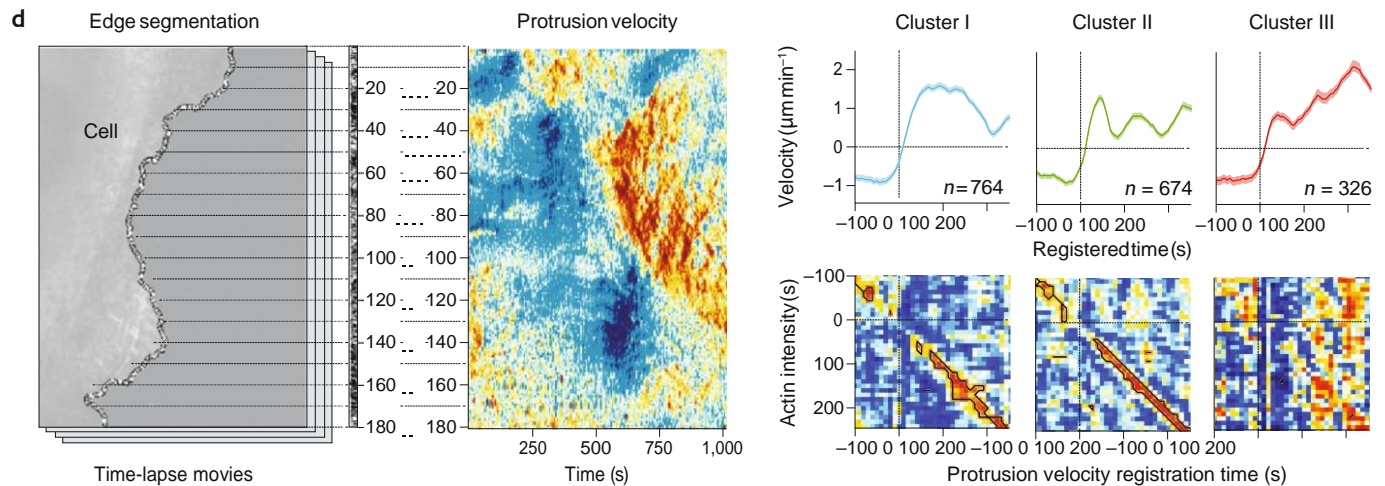 d
Edge segmentation
Protrusion velocity
Cell
20
40
60
80
100
120
140
160
180
-20
-40
-60
-80
100
120
140
160
180
250 500 750 1,000
Time (s)
Time-lapse movies
Cluster I Cluster II Cluster III
Velocity (µm min⁻¹)
2
1
0
−1
n=764
n = 674
n = 326
−100 0 100 200
−100 0 100 200
−100 0 100 200
Registered time (s)
Actin intensity (s)
−100
0
100
200
−100 0 100 200
−100 0 100 200
Protrusion velocity registration time (s)